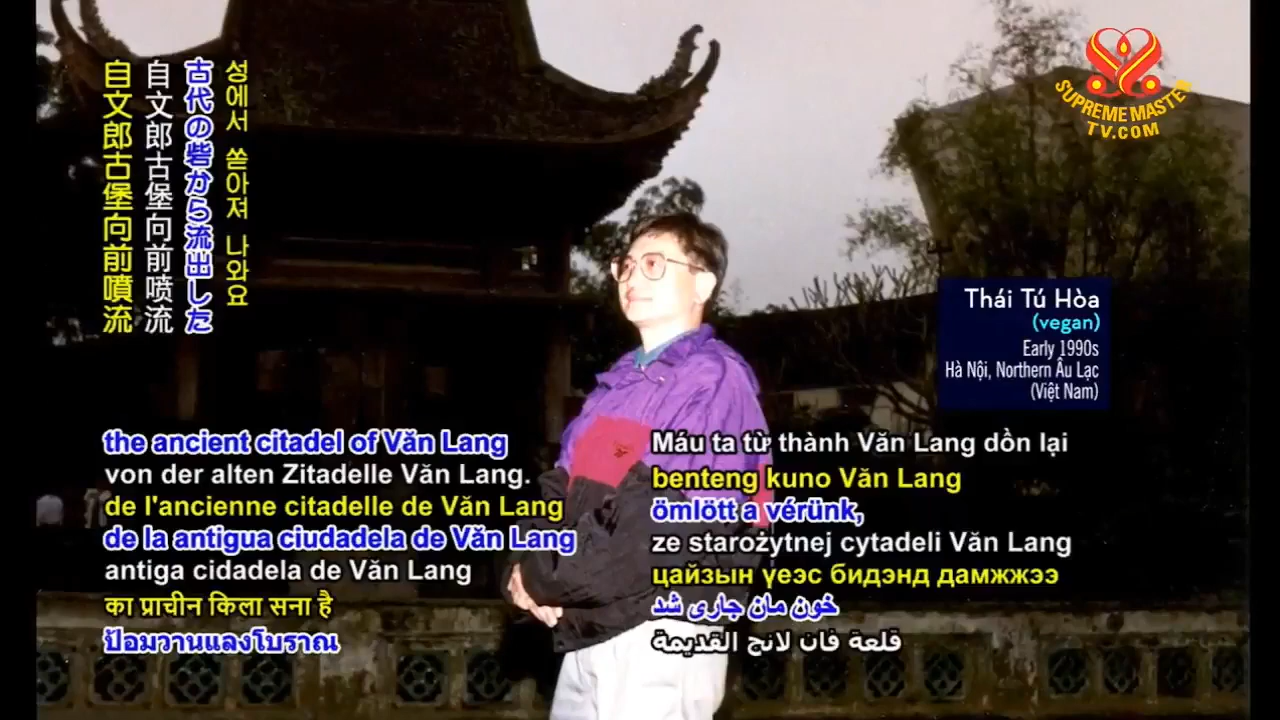 성에서 쏟아져 나와요
古代の砦から流出した
自文郎古堡向前喷流
自文郎古堡向前噴流
SUPREME MASTER
TV.COM
Thái Tú Hòa
(vegan)
Early 1990s
Hà Nội, Northern Âu Lạc
(Việt Nam)
the ancient citadel of Văn Lang
von der alten Zitadelle Văn Lang.
de l'ancienne citadelle de Văn Lang
de la antigua ciudadela de Văn Lang
antiga cidadela de Văn Lang
का प्राचीन किला सना है
ป้อมวานแลงโบราณ
Máu ta từ thành Văn Lang dồn lại
benteng kuno Văn Lang
ömlött a vérünk,
ze starożytnej cytadeli Văn Lang
цайзын үеэс бидэнд дамжжээ
خون مان جاری شد
قلعة فان لانج القديمة